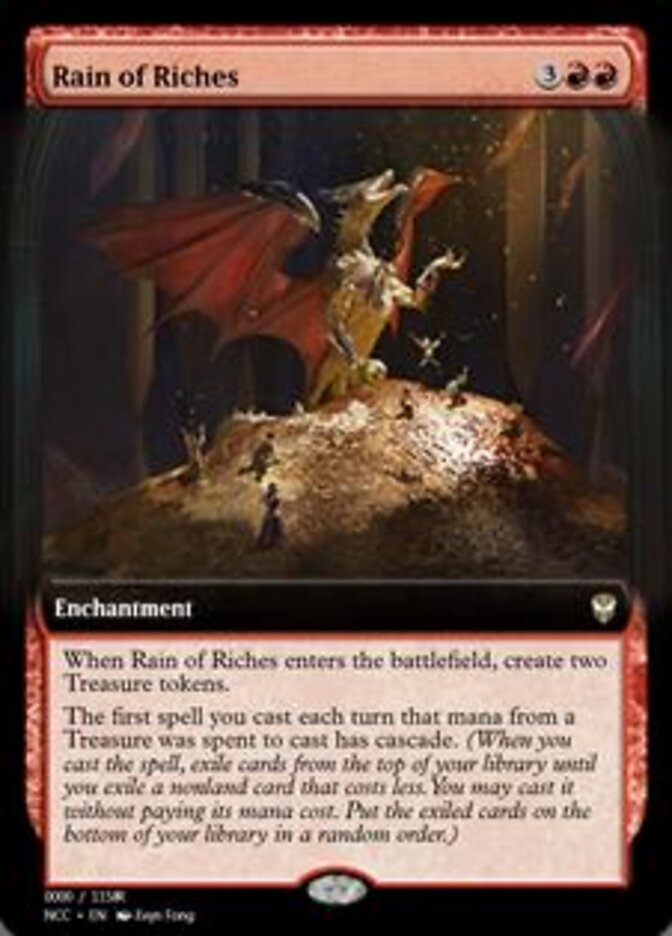 Rain of Riches 3
Enchantment
When Rain of Riches enters the battlefield, create two
Treasure tokens.
The first spell you cast each turn that mana from a
Treasure was spent to cast has cascade. (When you
cast the spell, exile cards from the top of your library until
you exile a nonland card that costs less. You may cast it
without paying its mana cost. Put the exiled cards on the
bottom of your library in a random order.)
NCC • EN Evyn Fong